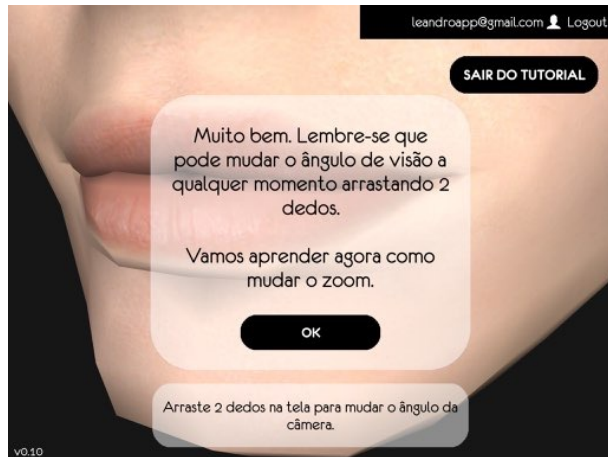 leandroapp@gmail.com Logout
SAIR DO TUTORIAL
Muito bem. Lembre-se que
pode mudar o ângulo de visão a
qualquer momento arrastando 2
dedos.
Vamos aprender agora como
mudar o zoom.
OK
Arraste 2 dedos na tela para mudar o ângulo da
câmera.
v0.10